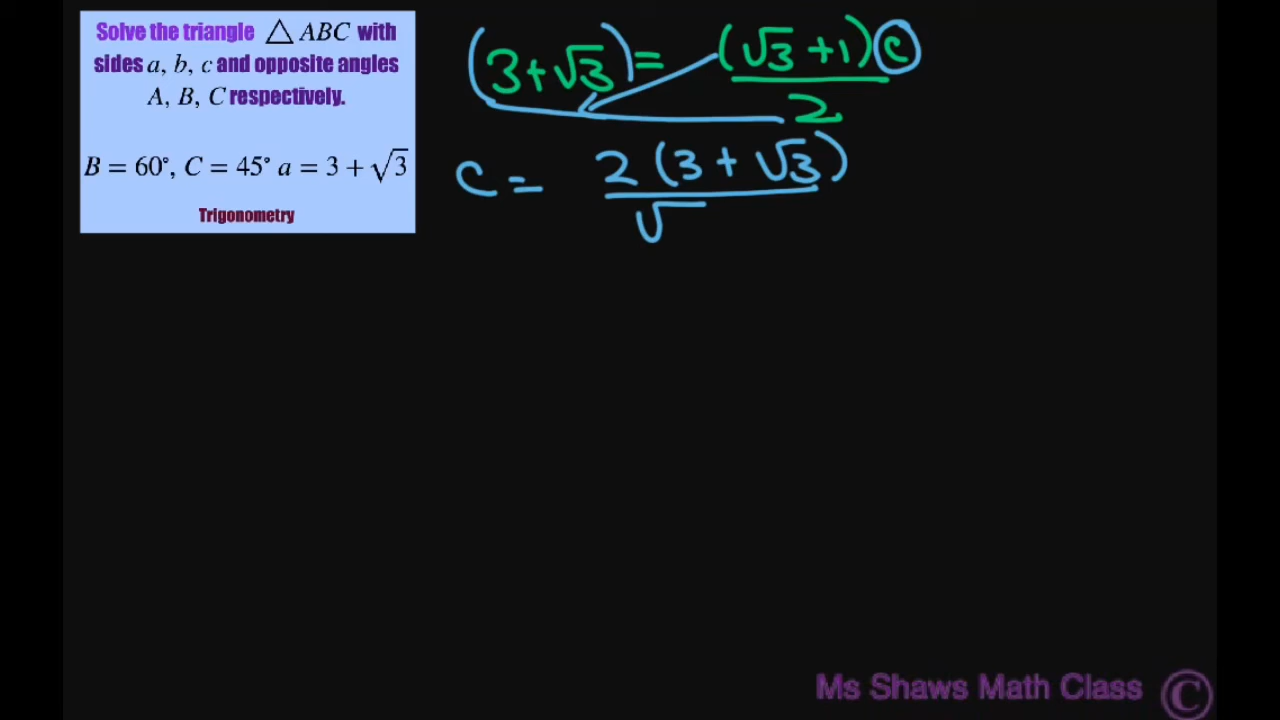 Solve the triangle △ ABC with
sides a, b, c and opposite angles
A, B, C respectively.
B = 60°, C = 45° a = 3 + √3
Trigonometry
(3+√3) = (√3 +1) c
2
c = 2 (3 + √3)
√
Ms Shaws Math Class ©